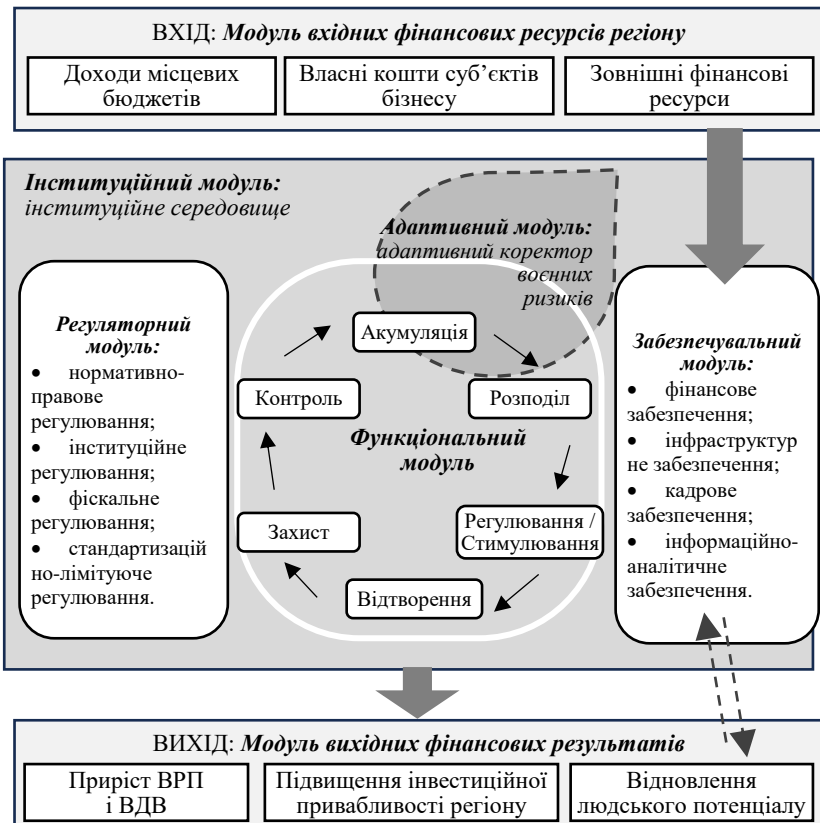 ВХІД: Модуль вхідних фінансових ресурсів регіону
Доходи місцевих
бюджетів
Власні кошти суб’єктів
бізнесу
Зовнішні фінансові
ресурси
Інституційний модуль:
інституційне середовище
Адаптивний модуль:
адаптивний коректор
воєнних
ризиків
Регуляторний
модуль:
• нормативно-
правове
регулювання;
• інституційне
регулювання;
• фіскальне
регулювання;
• стандартизацій
но-лімітуюче
регулювання.
Акумуляція
Розподіл
Регулювання /
Стимулювання
Відтворення
Захист
Контроль
Функціональний
модуль
Забезпечувальний
модуль:
• фінансове
забезпечення;
• інфраструктур
не забезпечення;
• кадрове
забезпечення;
• інформаційно-
аналітичне
забезпечення.
ВИХІД: Модуль вихідних фінансових результатів
Приріст ВРП
і ВДВ
Підвищення інвестиційної
привабливості регіону
Відновлення
людського потенціалу